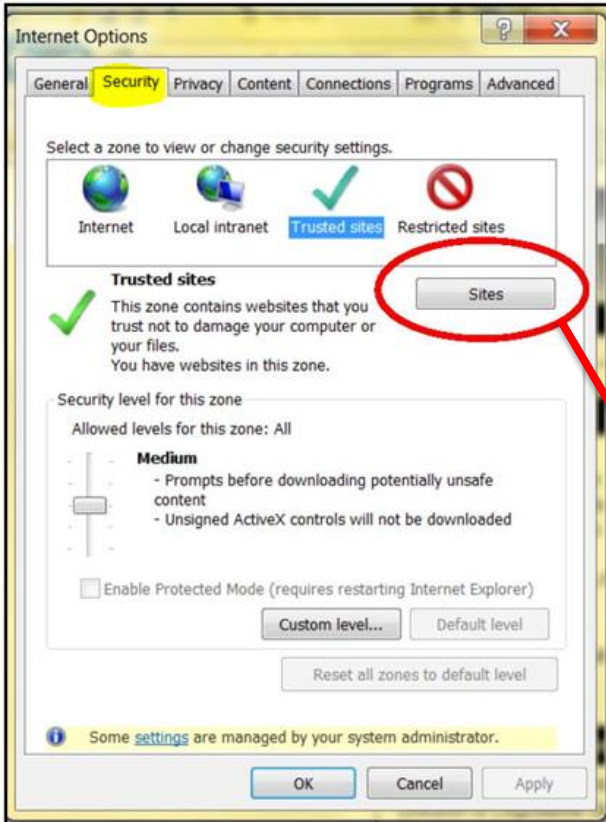 Internet Options
General Security Privacy Content Connections Programs Advanced
Select a zone to view or change security settings.
Internet Local intranet Trusted sites Restricted sites
Trusted sites
Sites
This zone contains websites that you
trust not to damage your computer or
your files.
You have websites in this zone.
Security level for this zone
Allowed levels for this zone: All
Medium
- Prompts before downloading potentially unsafe
content
- Unsigned ActiveX controls will not be downloaded
Enable Protected Mode (requires restarting Internet Explorer)
Custom level... Default level
Reset all zones to default level
Some settings are managed by your system administrator.
OK Cancel Apply